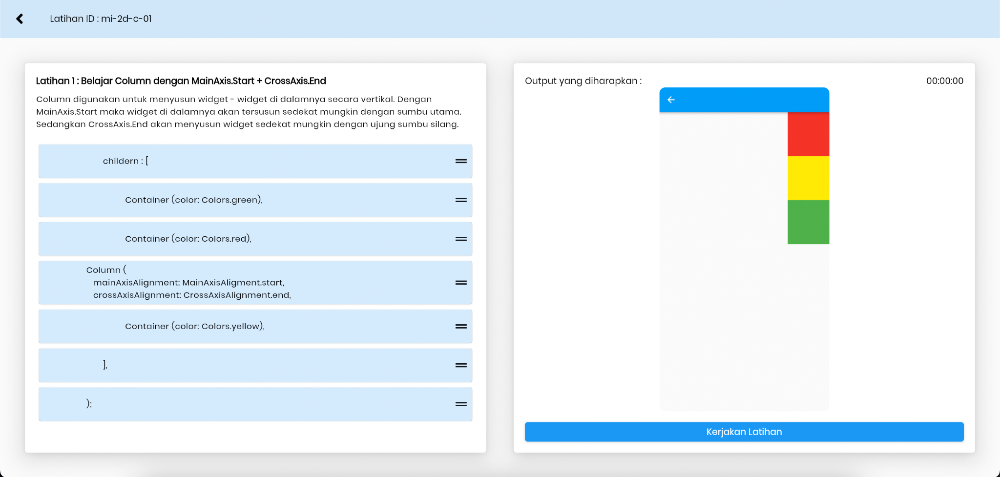 Latihan ID : mi-2d-c-01
Latihan 1 : Belajar Column dengan MainAxis.Start + CrossAxis.End
Column digunakan untuk menyusun widget - widget di dalamnya secara vertikal. Dengan
MainAxis.Start maka widget di dalamnya akan tersusun sedekat mungkin dengan sumbu utama.
Sedangkan CrossAxis.End akan menyusun widget sedekat mungkin dengan ujung sumbu silang.
childern : [
Container (color: Colors.green),
Container (color: Colors.red),
Column (
mainAxisAlignment: MainAxisAligment.start,
crossAxisAlignment: CrossAxisAlignment.end,
Container (color: Colors.yellow),
],
);
Output yang diharapkan :
00:00:00
Kerjakan Latihan